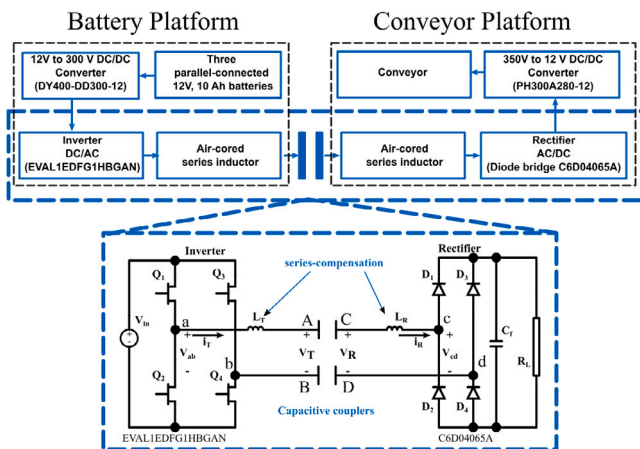 Battery Platform
Conveyor Platform
12V to 300 V DC/DC
Converter
(DY400-DD300-12)
Three
parallel-connected
12V, 10 Ah batteries
Conveyor
350V to 12 V DC/DC
Converter
(PH300A280-12)
Inverter
DC/AC
(EVAL1EDFG1HBGAN)
Air-cored
series inductor
Air-cored
series inductor
Rectifier
AC/DC
(Diode bridge C6D04065A)
Inverter
series-compensation
Rectifier
Q1
Q3
D1
D3
LT
A
C
LR
c
a
iT
iR
Vin
Vab
VT
VR
Vcd
Cf
RL
b
d
Q2
Q4
B
D
D2
D4
Capacitive couplers
EVAL1EDFG1HBGAN
C6D04065A